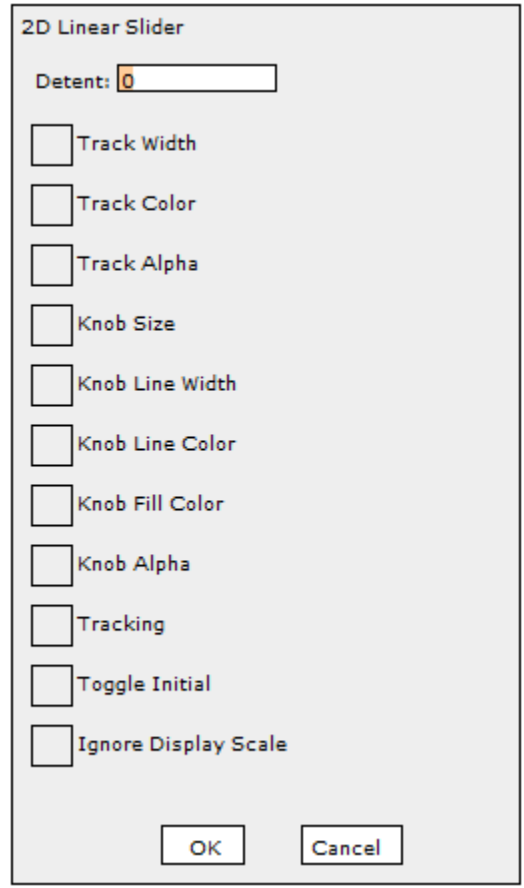 2D Linear Slider
Detent: 0
Track Width
Track Color
Track Alpha
Knob Size
Knob Line Width
Knob Line Color
Knob Fill Color
Knob Alpha
Tracking
Toggle Initial
Ignore Display Scale
OK Cancel